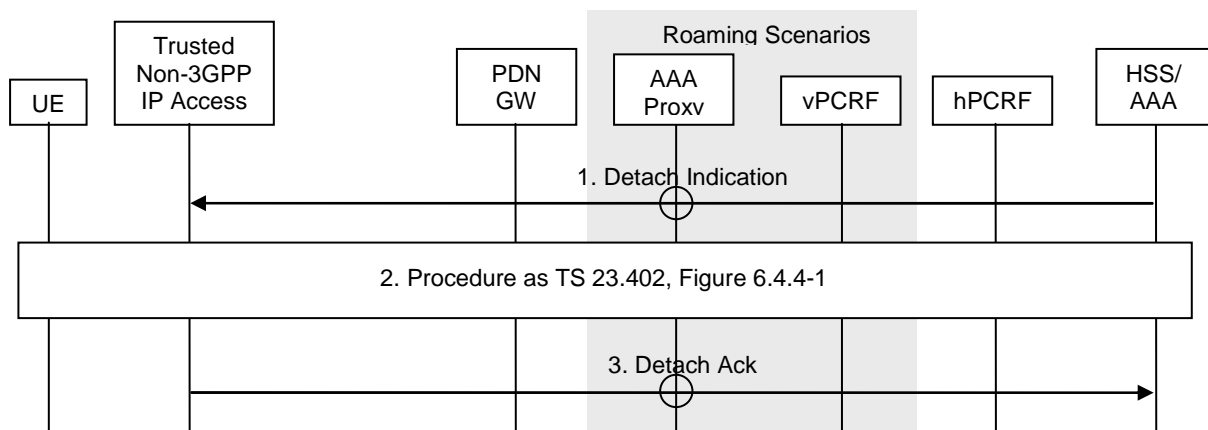 Roaming Scenarios
UE
Trusted
Non-3GPP
IP Access
PDN
GW
AAA
Proxy
vPCRF
hPCRF
HSS/
AAA
1. Detach Indication
2. Procedure as TS 23.402, Figure 6.4.4-1
3. Detach Ack